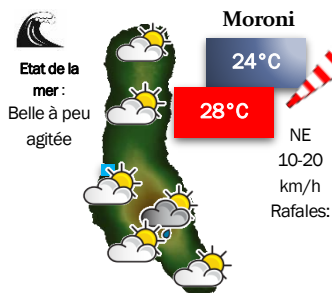 Moroni
24°C
28°C
Etat de la
mer :
Belle à peu
agitée
NE
10-20
km/h
Rafales: